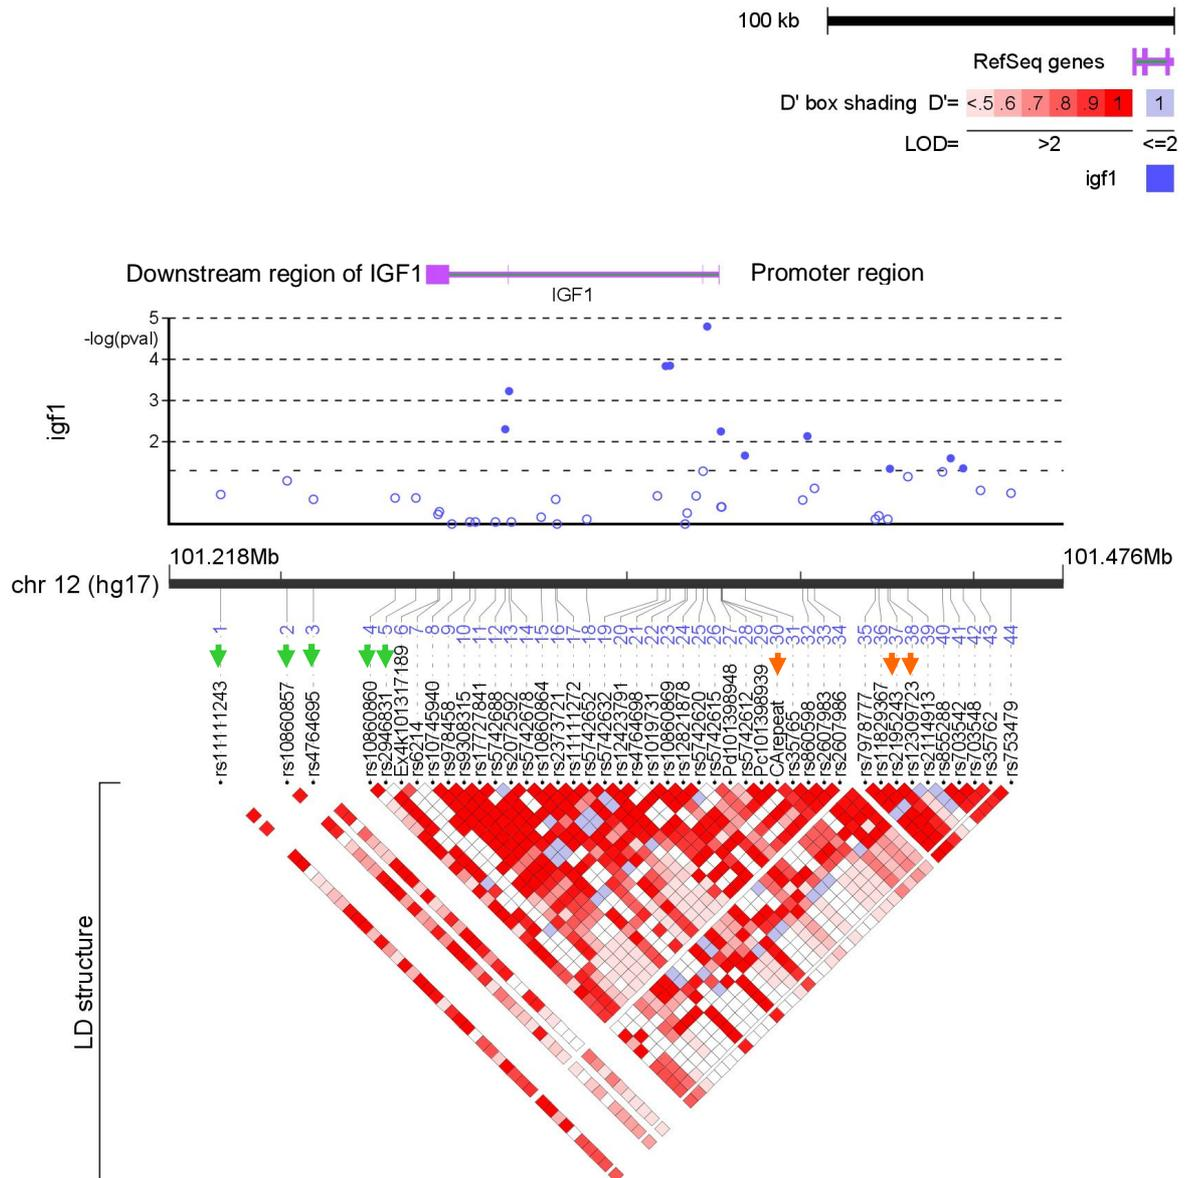 100 kb
RefSeq genes
D' box shading D'= <.5 .6 .7 .8 .9 1 1
LOD= >2 <=2
igf1
Downstream region of IGF1 Promoter region
IGF1
5
-log(pval)
4
3
2
igf1
101.218Mb 101.476Mb
chr 12 (hg17)
1 2 3 4 5 6 7 8 9 10 11 12 13 14 15 16 17 18 19 20 21 22 23 24 25 26 27 28 29 30 31 32 33 34 35 36 37 38 39 40 41 42 43 44
rs11111243
rs10860857
rs4764695
rs10860860
rs2946831
Ex4k101317189
rs6214
rs10745940
rs978458
rs9308315
rs17727841
rs5742688
rs2072592
rs5742678
rs10860864
rs2373721
rs11111272
rs5742652
rs5742632
rs12423791
rs4764698
rs1019731
rs10860869
rs12821878
rs5742620
rs5742615
Pd101398948
rs5742612
Pc101398939
CArepeat
rs35765
rs860598
rs2607983
rs2607986
rs7978777
rs11829367
rs2195243
rs12309723
rs2114913
rs855288
rs703542
rs703548
rs35762
rs753479
LD structure